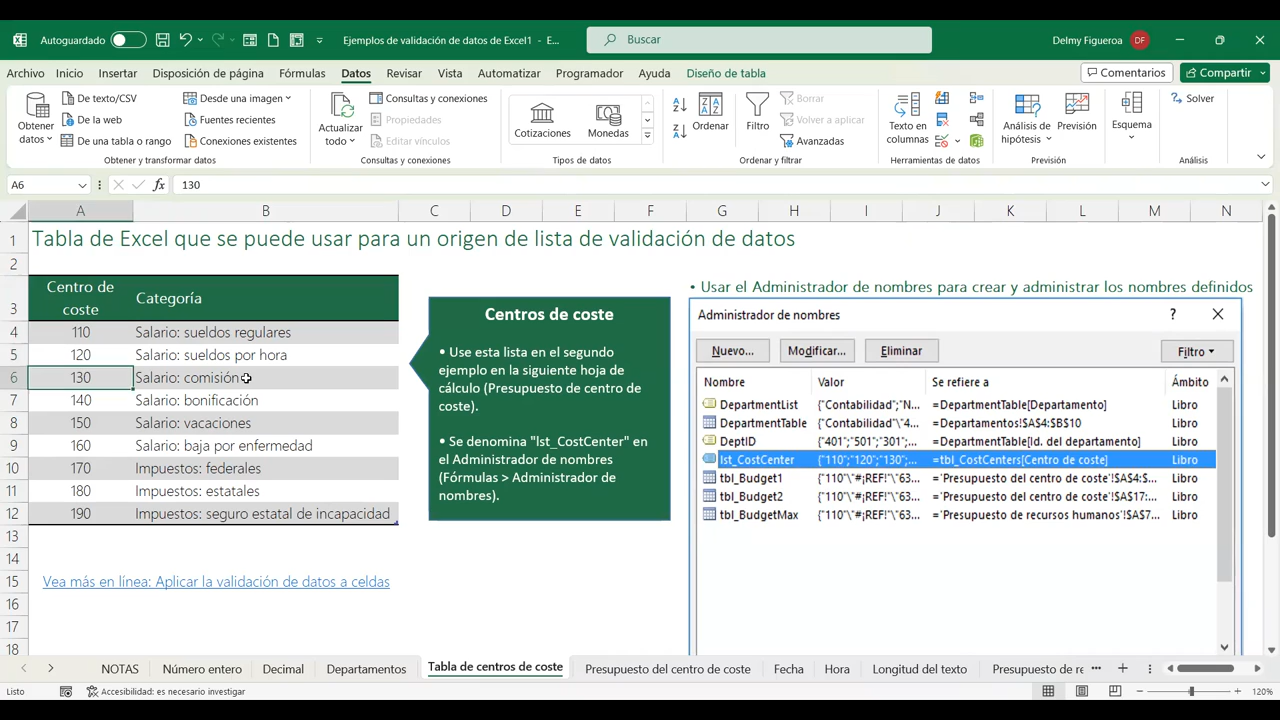 Autoguardado
Ejemplos de validación de datos de Excel1 - E...
Buscar
Delmy Figueroa
DF
Archivo Inicio Insertar Disposición de página Fórmulas Datos Revisar Vista Automatizar Programador Ayuda Diseño de tabla
Comentarios
Compartir
Obtener datos
De texto/CSV
De la web
De una tabla o rango
Desde una imagen
Fuentes recientes
Conexiones existentes
Obtener y transformar datos
Actualizar todo
Consultas y conexiones
Propiedades
Editar vínculos
Consultas y conexiones
Cotizaciones
Monedas
Tipos de datos
Ordenar
Filtro
Borrar
Volver a aplicar
Avanzadas
Ordenar y filtrar
Texto en columnas
Herramientas de datos
Análisis de hipótesis
Previsión
Previsión
Esquema
Solver
Análisis
A6
fx
130
A B C D E F G H I J K L M N
1 Tabla de Excel que se puede usar para un origen de lista de validación de datos
2
3 Centro de coste Categoría
4 110 Salario: sueldos regulares
5 120 Salario: sueldos por hora
6 130 Salario: comisión
7 140 Salario: bonificación
8 150 Salario: vacaciones
9 160 Salario: baja por enfermedad
10 170 Impuestos: federales
11 180 Impuestos: estatales
12 190 Impuestos: seguro estatal de incapacidad
13
14
15 Vea más en línea: Aplicar la validación de datos a celdas
16
17
18
Centros de coste
• Use esta lista en el segundo
ejemplo en la siguiente hoja de
cálculo (Presupuesto de centro de
coste).
• Se denomina "lst_CostCenter" en
el Administrador de nombres
(Fórmulas > Administrador de
nombres).
• Usar el Administrador de nombres para crear y administrar los nombres definidos
Administrador de nombres
?
Nuevo... Modificar... Eliminar Filtro
Nombre Valor Se refiere a Ámbito
DepartmentList {"Contabilidad";"N... =DepartmentTable[Departamento] Libro
DepartmentTable {"Contabilidad"\"4... =Departamentos!$A$4:$B$10 Libro
DeptID {"401";"501";"301";... =DepartmentTable[Id. del departamento] Libro
lst_CostCenter {"110";"120";"130";... =tbl_CostCenters[Centro de coste] Libro
tbl_Budget1 {"110"\"#¡REF!"\"63... ='Presupuesto del centro de coste'!$A$4:$... Libro
tbl_Budget2 {"110"\"#¡REF!"\"63... ='Presupuesto del centro de coste'!$A$17:... Libro
tbl_BudgetMax {"110"\"#¡REF!"\"63... ='Presupuesto de recursos humanos'!$A$7... Libro
NOTAS Número entero Decimal Departamentos Tabla de centros de coste Presupuesto del centro de coste Fecha Hora Longitud del texto Presupuesto de re
Listo
Accesibilidad: es necesario investigar
120%